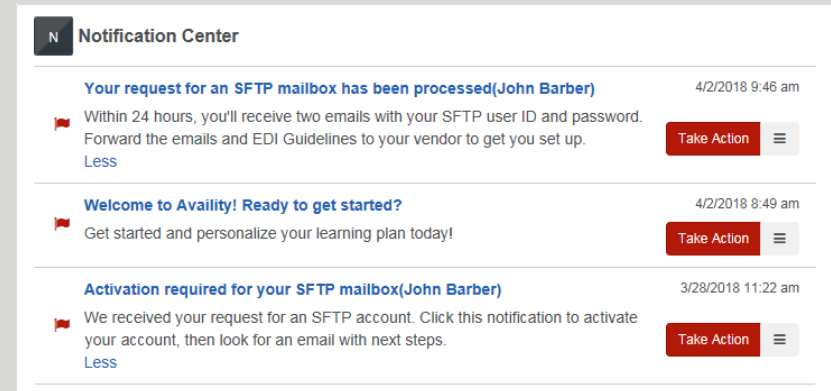 N Notification Center
Your request for an SFTP mailbox has been processed(John Barber) 4/2/2018 9:46 am
Within 24 hours, you'll receive two emails with your SFTP user ID and password.
Forward the emails and EDI Guidelines to your vendor to get you set up. Take Action
Less
Welcome to Availity! Ready to get started? 4/2/2018 8:49 am
Get started and personalize your learning plan today! Take Action
Activation required for your SFTP mailbox(John Barber) 3/28/2018 11:22 am
We received your request for an SFTP account. Click this notification to activate
your account, then look for an email with next steps. Take Action
Less